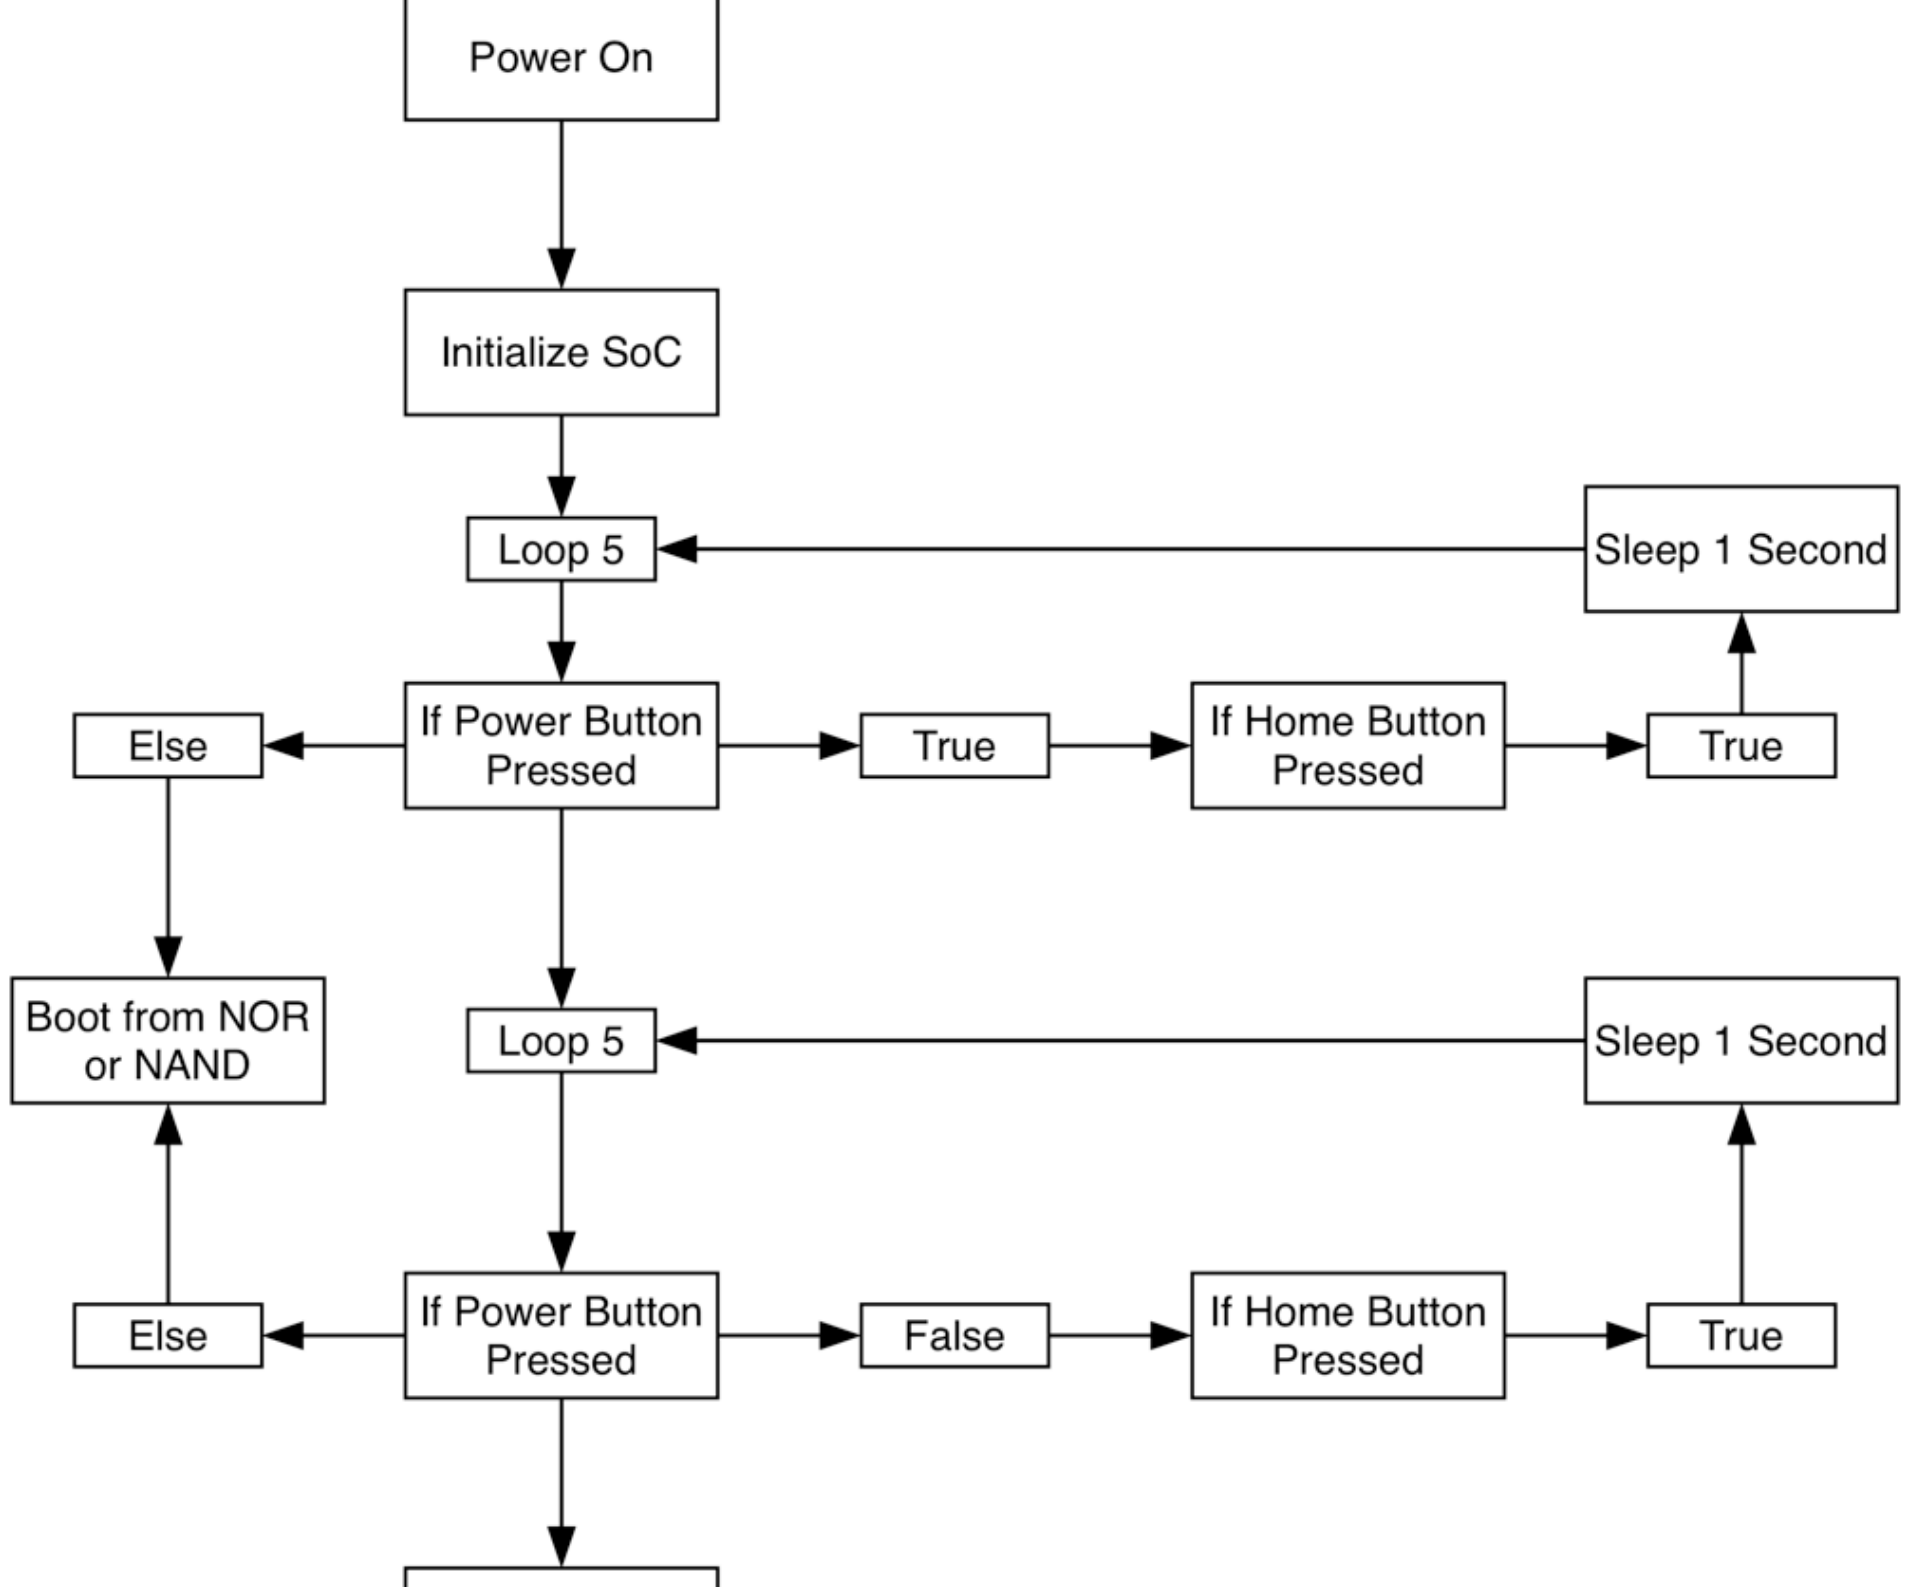 Power On
Initialize SoC
Loop 5
Sleep 1 Second
Else
If Power Button
Pressed
True
If Home Button
Pressed
True
Boot from NOR
or NAND
Loop 5
Sleep 1 Second
Else
If Power Button
Pressed
False
If Home Button
Pressed
True